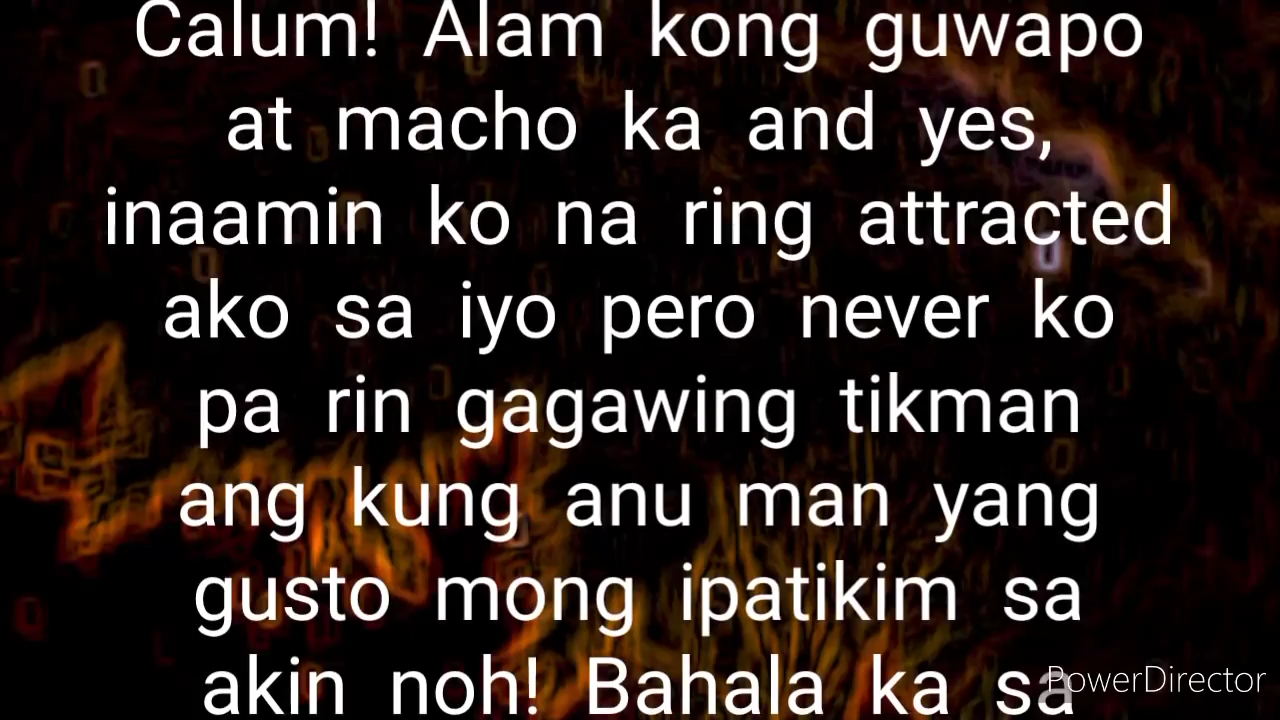 Calum! Alam kong guwapo
at macho ka and yes,
inaamin ko na ring attracted
ako sa iyo pero never ko
pa rin gagawing tikman
ang kung anu man yang
gusto mong ipatikim sa
akin noh! Bahala ka sa
PowerDirector